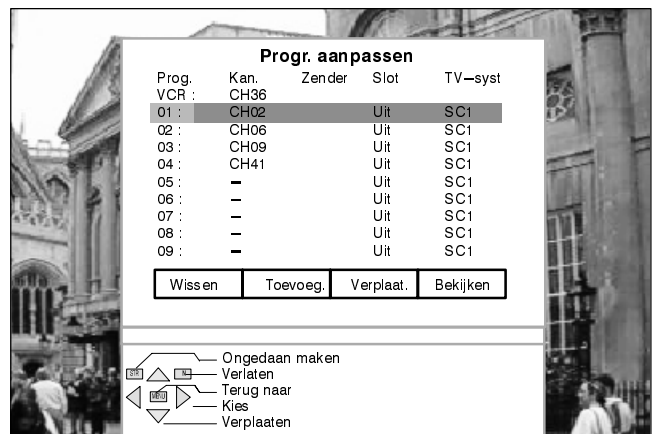 Progr. aanpassen
Prog. Kan. Zender Slot TV–syst
VCR : CH36
01 : CH02 Uit SC1
02 : CH06 Uit SC1
03 : CH09 Uit SC1
04 : CH41 Uit SC1
05 : – Uit SC1
06 : – Uit SC1
07 : – Uit SC1
08 : – Uit SC1
09 : – Uit SC1
Wissen Toevoeg. Verplaat. Bekijken
Ongedaan maken
STR N Verlaten
Terug naar
MENU Kies
Verplaaten